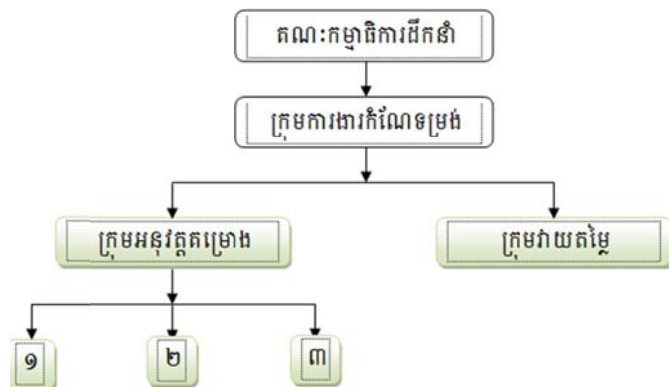 គណៈកម្មាធិការដឹកនាំ
ក្រុមការងារកំណែទម្រង់
ក្រុមអនុវត្តគម្រោង
ក្រុមវាយតម្លៃ
១
២
៣